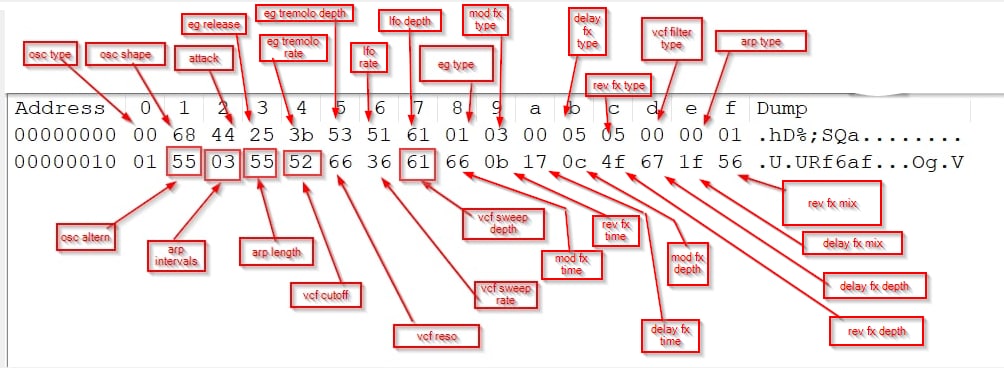 eg tremolo depth
lfo depth
mod fx
type
delay
fx
type
eg release
vcf filter
type
arp type
osc type
osc shape
attack
eg tremolo
rate
lfo
rate
eg type
rev fx type
Address 0 1 2 3 4 5 6 7 8 9 a b c d e f Dump
00000000 00 68 44 25 3b 53 51 61 01 03 00 05 05 00 00 01 .hD%;SQa........
00000010 01 55 03 55 52 66 36 61 66 0b 17 0c 4f 67 1f 56 .U.URf6af...Og.V
vcf sweep
depth
rev fx
time
rev fx mix
osc altern
arp
intervals
arp length
mod fx
time
mod fx
depth
delay fx mix
vcf cutoff
vcf sweep
rate
delay fx depth
vcf reso
delay fx
time
rev fx depth